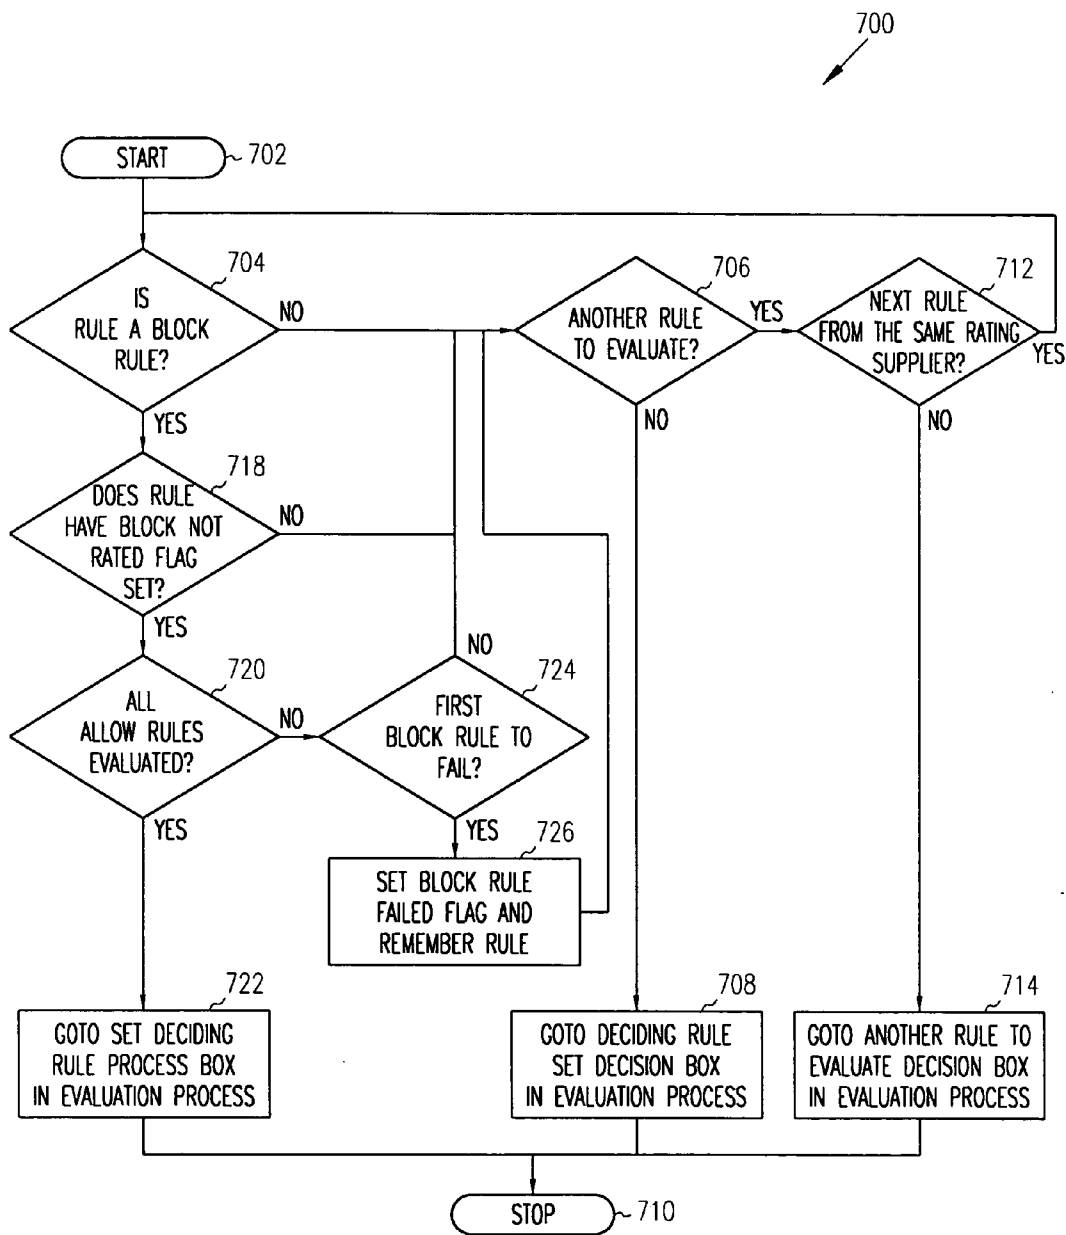 700
START
702
704
IS
RULE A BLOCK
RULE?
NO
YES
706
ANOTHER RULE
TO EVALUATE?
YES
NO
712
NEXT RULE
FROM THE SAME RATING
SUPPLIER?
YES
NO
718
DOES RULE
HAVE BLOCK NOT
RATED FLAG
SET?
NO
YES
720
ALL
ALLOW RULES
EVALUATED?
NO
YES
NO
724
FIRST
BLOCK RULE TO
FAIL?
YES
726
SET BLOCK RULE
FAILED FLAG AND
REMEMBER RULE
722
GOTO SET DECIDING
RULE PROCESS BOX
IN EVALUATION PROCESS
708
GOTO DECIDING RULE
SET DECISION BOX
IN EVALUATION PROCESS
714
GOTO ANOTHER RULE TO
EVALUATE DECISION BOX
IN EVALUATION PROCESS
STOP
710